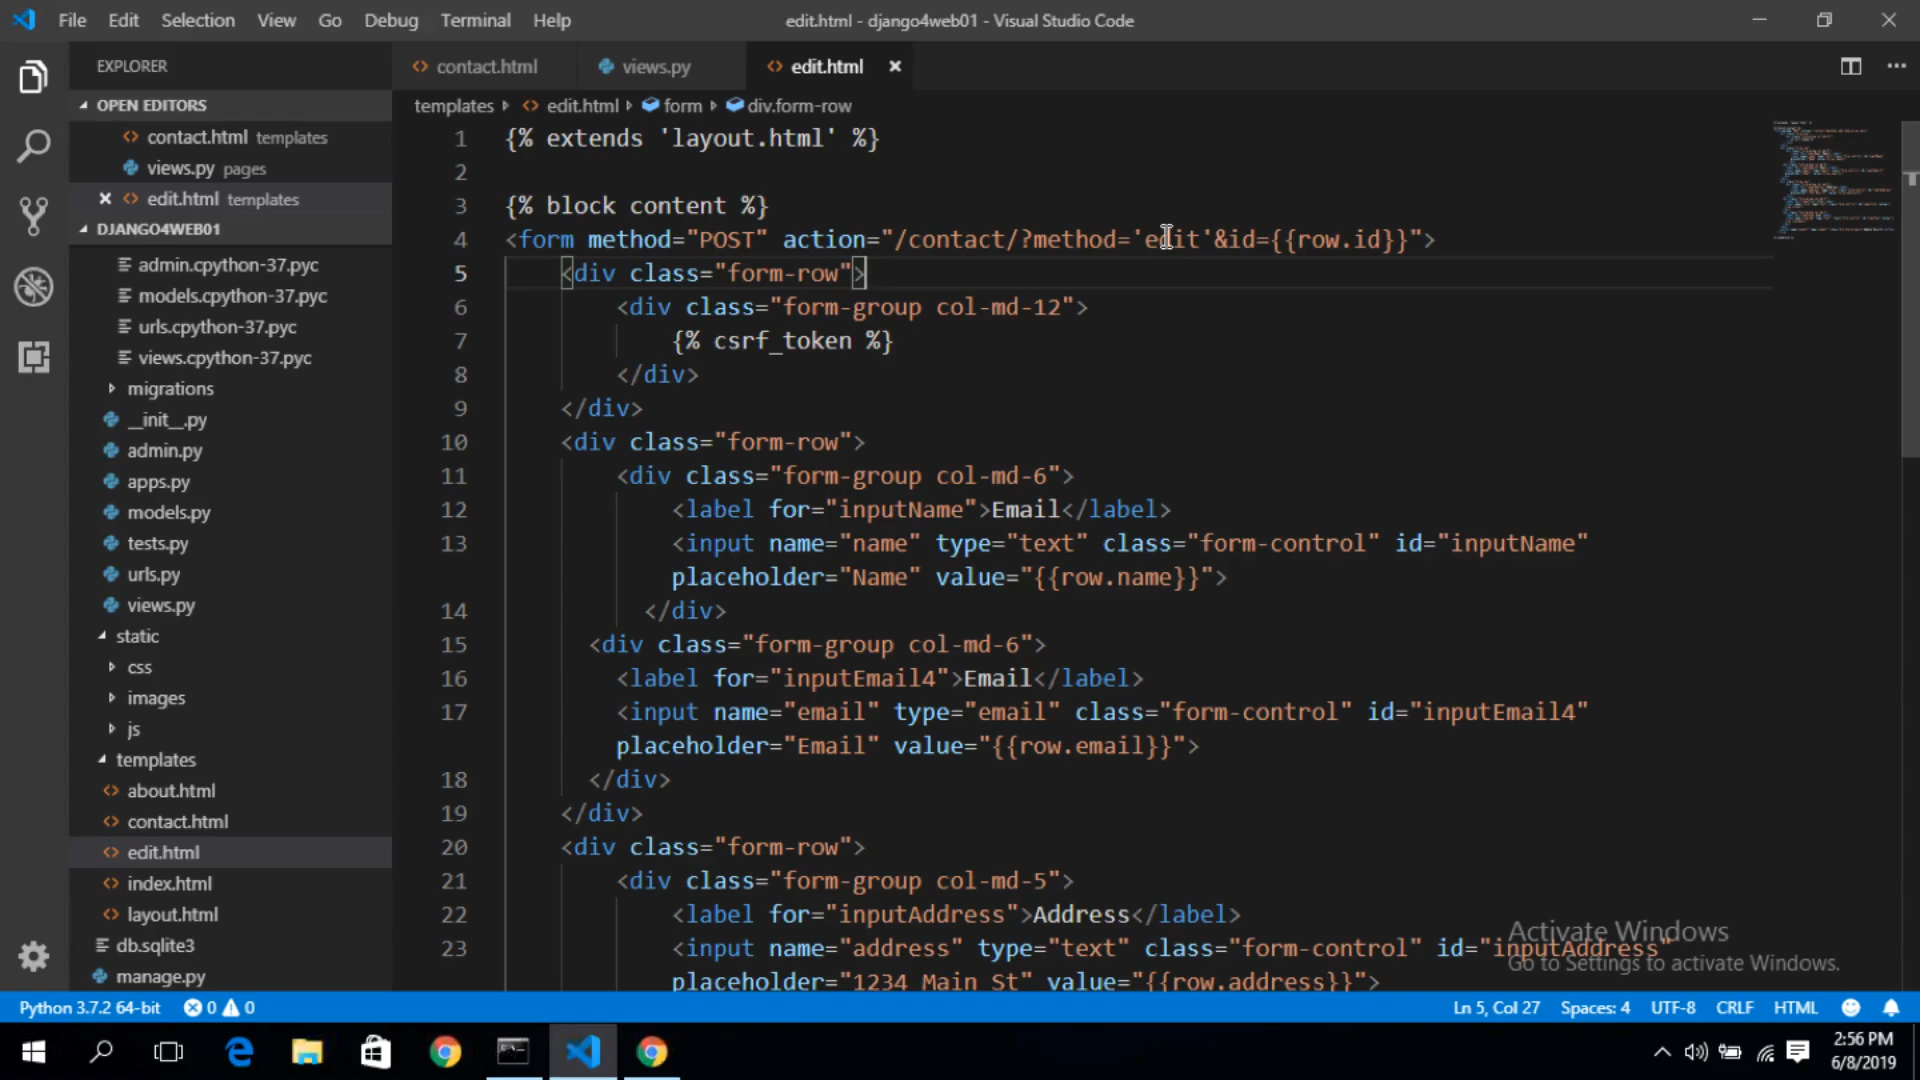 File Edit Selection View Go Debug Terminal Help
edit.html - django4web01 - Visual Studio Code
EXPLORER
OPEN EDITORS
contact.html templates
views.py pages
edit.html templates
DJANGO4WEB01
admin.cpython-37.pyc
models.cpython-37.pyc
urls.cpython-37.pyc
views.cpython-37.pyc
migrations
__init__.py
admin.py
apps.py
models.py
tests.py
urls.py
views.py
static
css
images
js
templates
about.html
contact.html
edit.html
index.html
layout.html
db.sqlite3
manage.py
contact.html views.py edit.html
templates edit.html form div.form-row
1 {% extends 'layout.html' %}
2
3 {% block content %}
4 <form method="POST" action="/contact/?method='edit'&id={{row.id}}">
5 <div class="form-row">
6 <div class="form-group col-md-12">
7 {% csrf_token %}
8 </div>
9 </div>
10 <div class="form-row">
11 <div class="form-group col-md-6">
12 <label for="inputName">Email</label>
13 <input name="name" type="text" class="form-control" id="inputName"
placeholder="Name" value="{{row.name}}">
14 </div>
15 <div class="form-group col-md-6">
16 <label for="inputEmail4">Email</label>
17 <input name="email" type="email" class="form-control" id="inputEmail4"
placeholder="Email" value="{{row.email}}">
18 </div>
19 </div>
20 <div class="form-row">
21 <div class="form-group col-md-5">
22 <label for="inputAddress">Address</label>
23 <input name="address" type="text" class="form-control" id="inputAddress"
placeholder="1234 Main St" value="{{row.address}}">
Activate Windows
Go to Settings to activate Windows.
Python 3.7.2 64-bit 0 0 Ln 5, Col 27 Spaces: 4 UTF-8 CRLF HTML
2:56 PM
6/8/2019